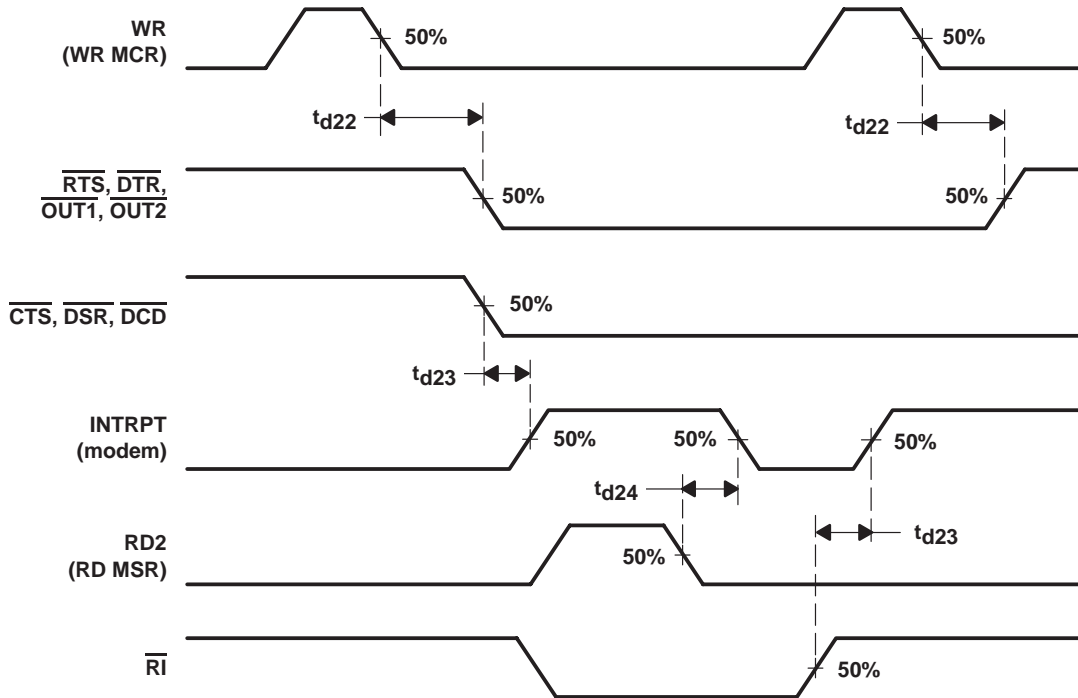 WR
(WR MCR)
50%
50%
td22
td22
RTS, DTR,
OUT1, OUT2
50%
50%
CTS, DSR, DCD
50%
td23
INTRPT
(modem)
50%
50%
50%
td24
td23
RD2
(RD MSR)
50%
RI
50%